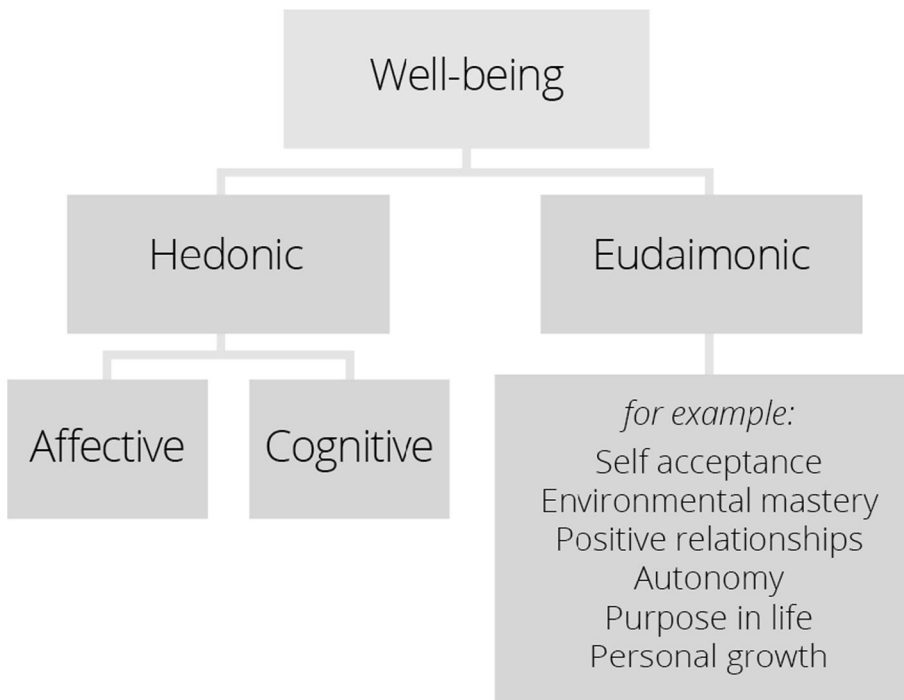 Well-being
Hedonic
Eudaimonic
Affective
Cognitive
for example:
Self acceptance
Environmental mastery
Positive relationships
Autonomy
Purpose in life
Personal growth